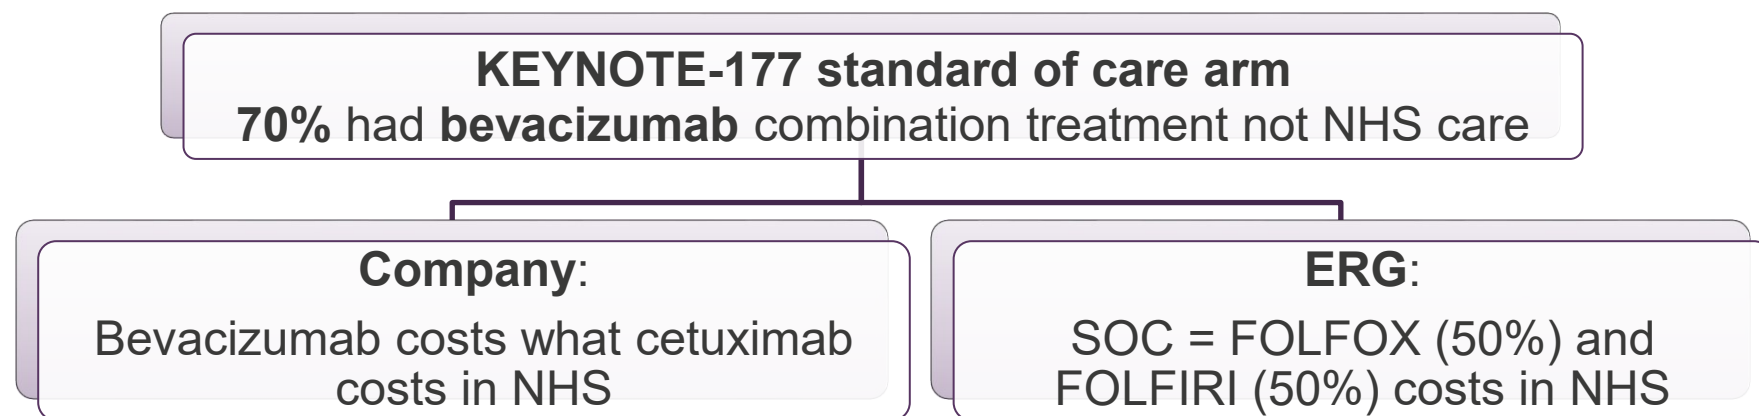 KEYNOTE-177 standard of care arm
70% had bevacizumab combination treatment not NHS care
Company:
Bevacizumab costs what cetuximab
costs in NHS
ERG:
SOC = FOLFOX (50%) and
FOLFIRI (50%) costs in NHS